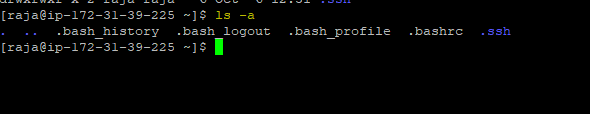 [raja@ip-172-31-39-225 ~]$ ls -a
.  ..  .bash_history  .bash_logout  .bash_profile  .bashrc  .ssh
[raja@ip-172-31-39-225 ~]$